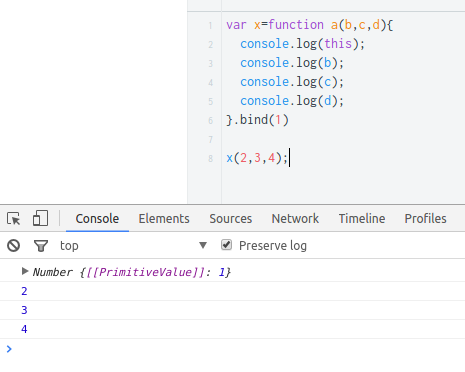 1 var x=function a(b,c,d){
2 console.log(this);
3 console.log(b);
4 console.log(c);
5 console.log(d);
6 }.bind(1)
7
8 x(2,3,4);
Console Elements Sources Network Timeline Profiles
top Preserve log
Number {[[PrimitiveValue]]: 1}
2
3
4